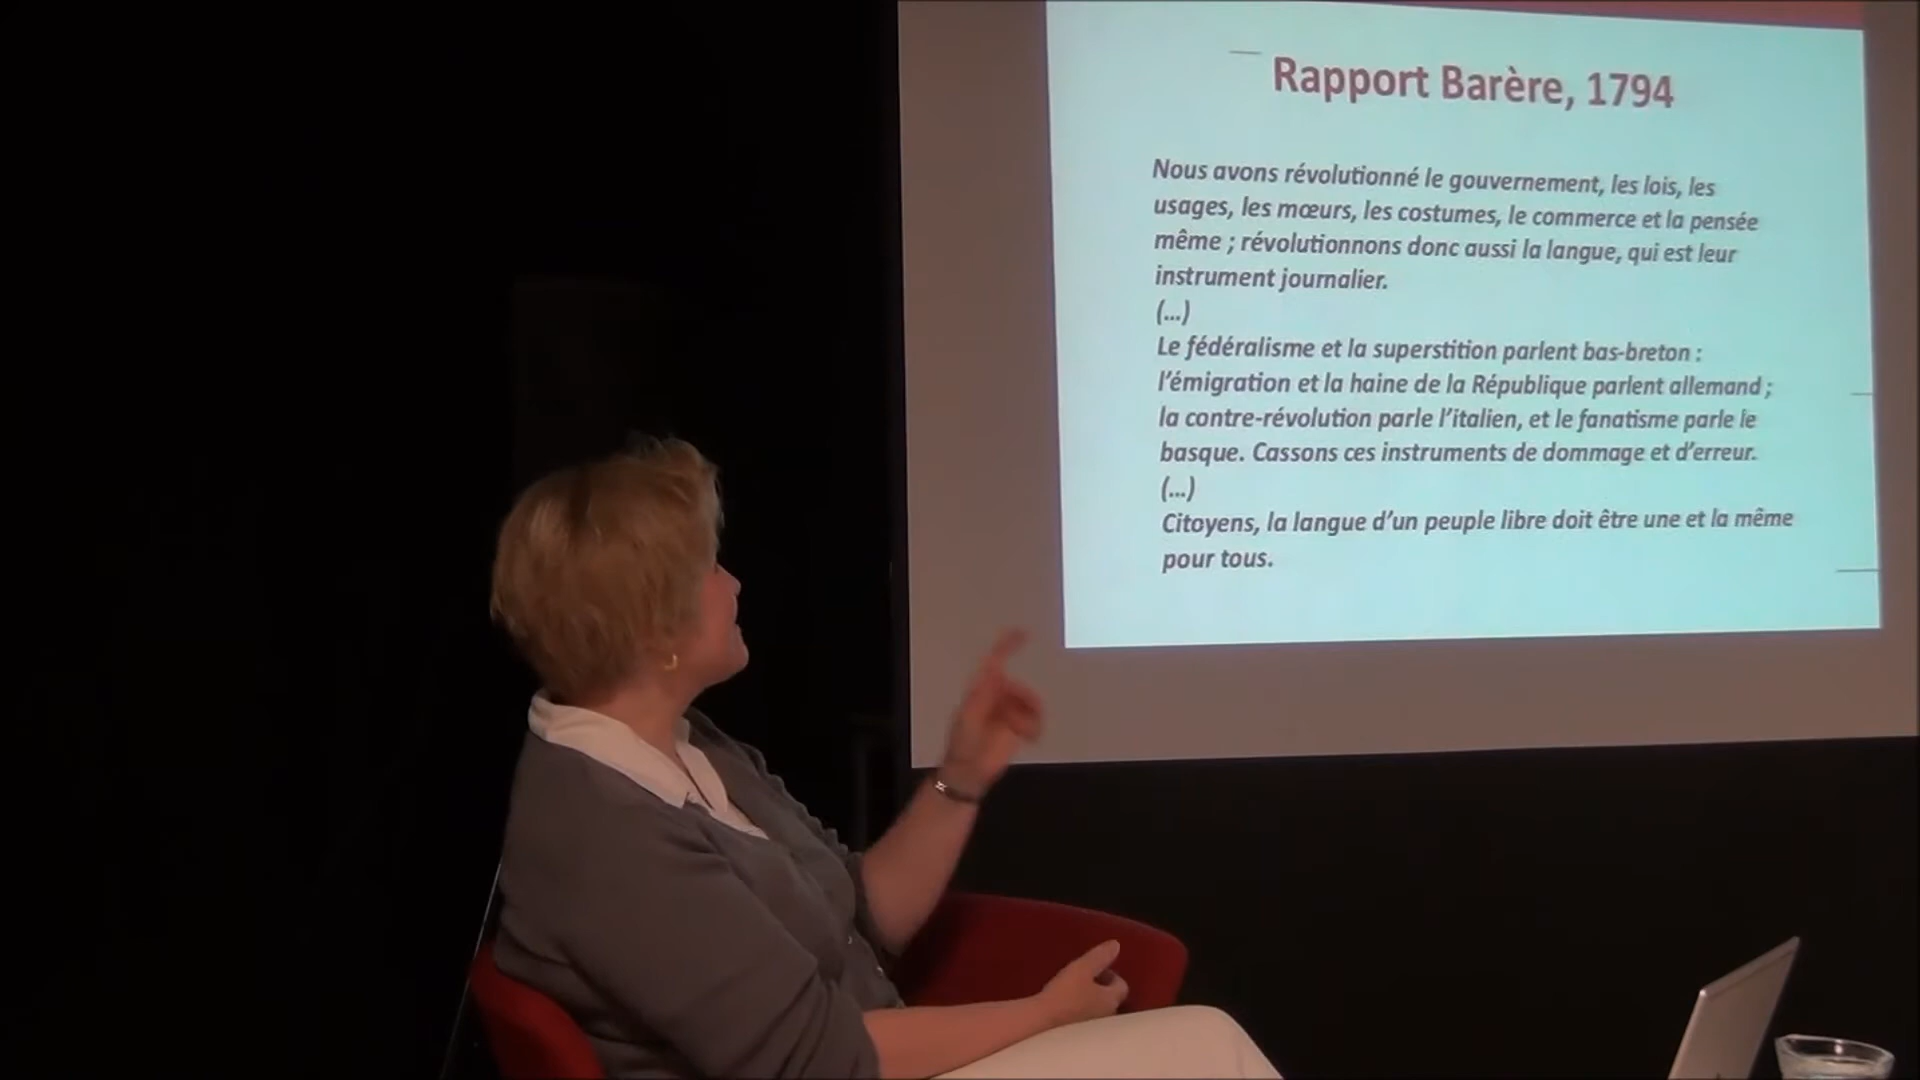 Rapport Barère, 1794
Nous avons révolutionné le gouvernement, les lois, les
usages, les mœurs, les costumes, le commerce et la pensée
même ; révolutionnons donc aussi la langue, qui est leur
instrument journalier.
(...)
Le fédéralisme et la superstition parlent bas-breton :
l'émigration et la haine de la République parlent allemand ;
la contre-révolution parle l'italien, et le fanatisme parle le
basque. Cassons ces instruments de dommage et d'erreur.
(...)
Citoyens, la langue d'un peuple libre doit être une et la même
pour tous.